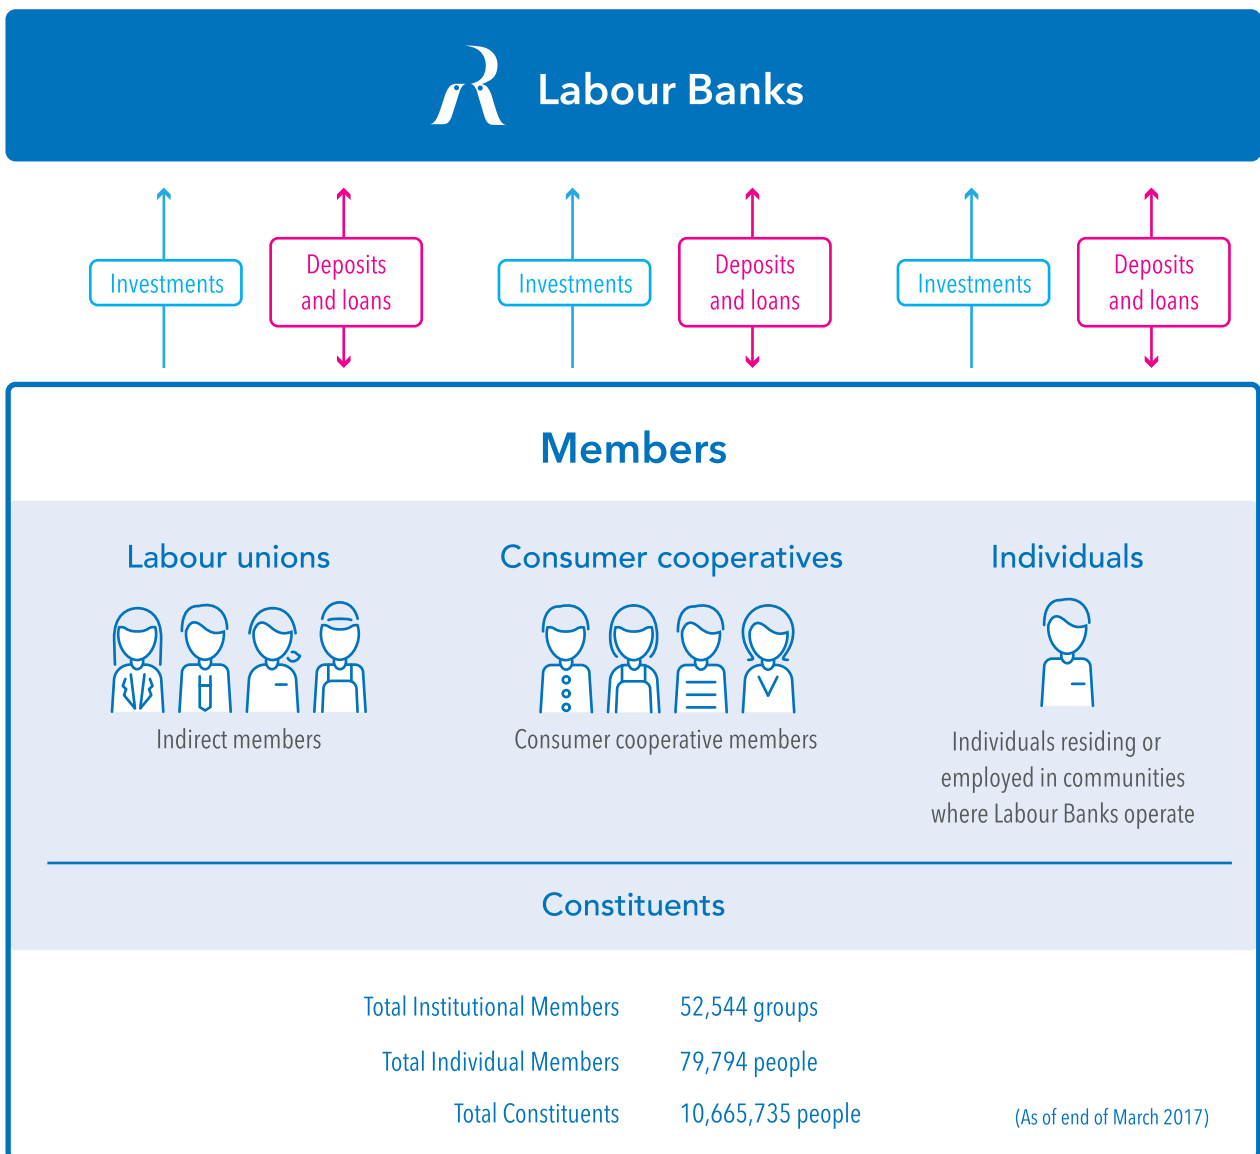 Labour Banks
Investments
Deposits
and loans
Investments
Deposits
and loans
Investments
Deposits
and loans
Members
Labour unions
Indirect members
Consumer cooperatives
Consumer cooperative members
Individuals
Individuals residing or
employed in communities
where Labour Banks operate
Constituents
Total Institutional Members 52,544 groups
Total Individual Members 79,794 people
Total Constituents 10,665,735 people (As of end of March 2017)